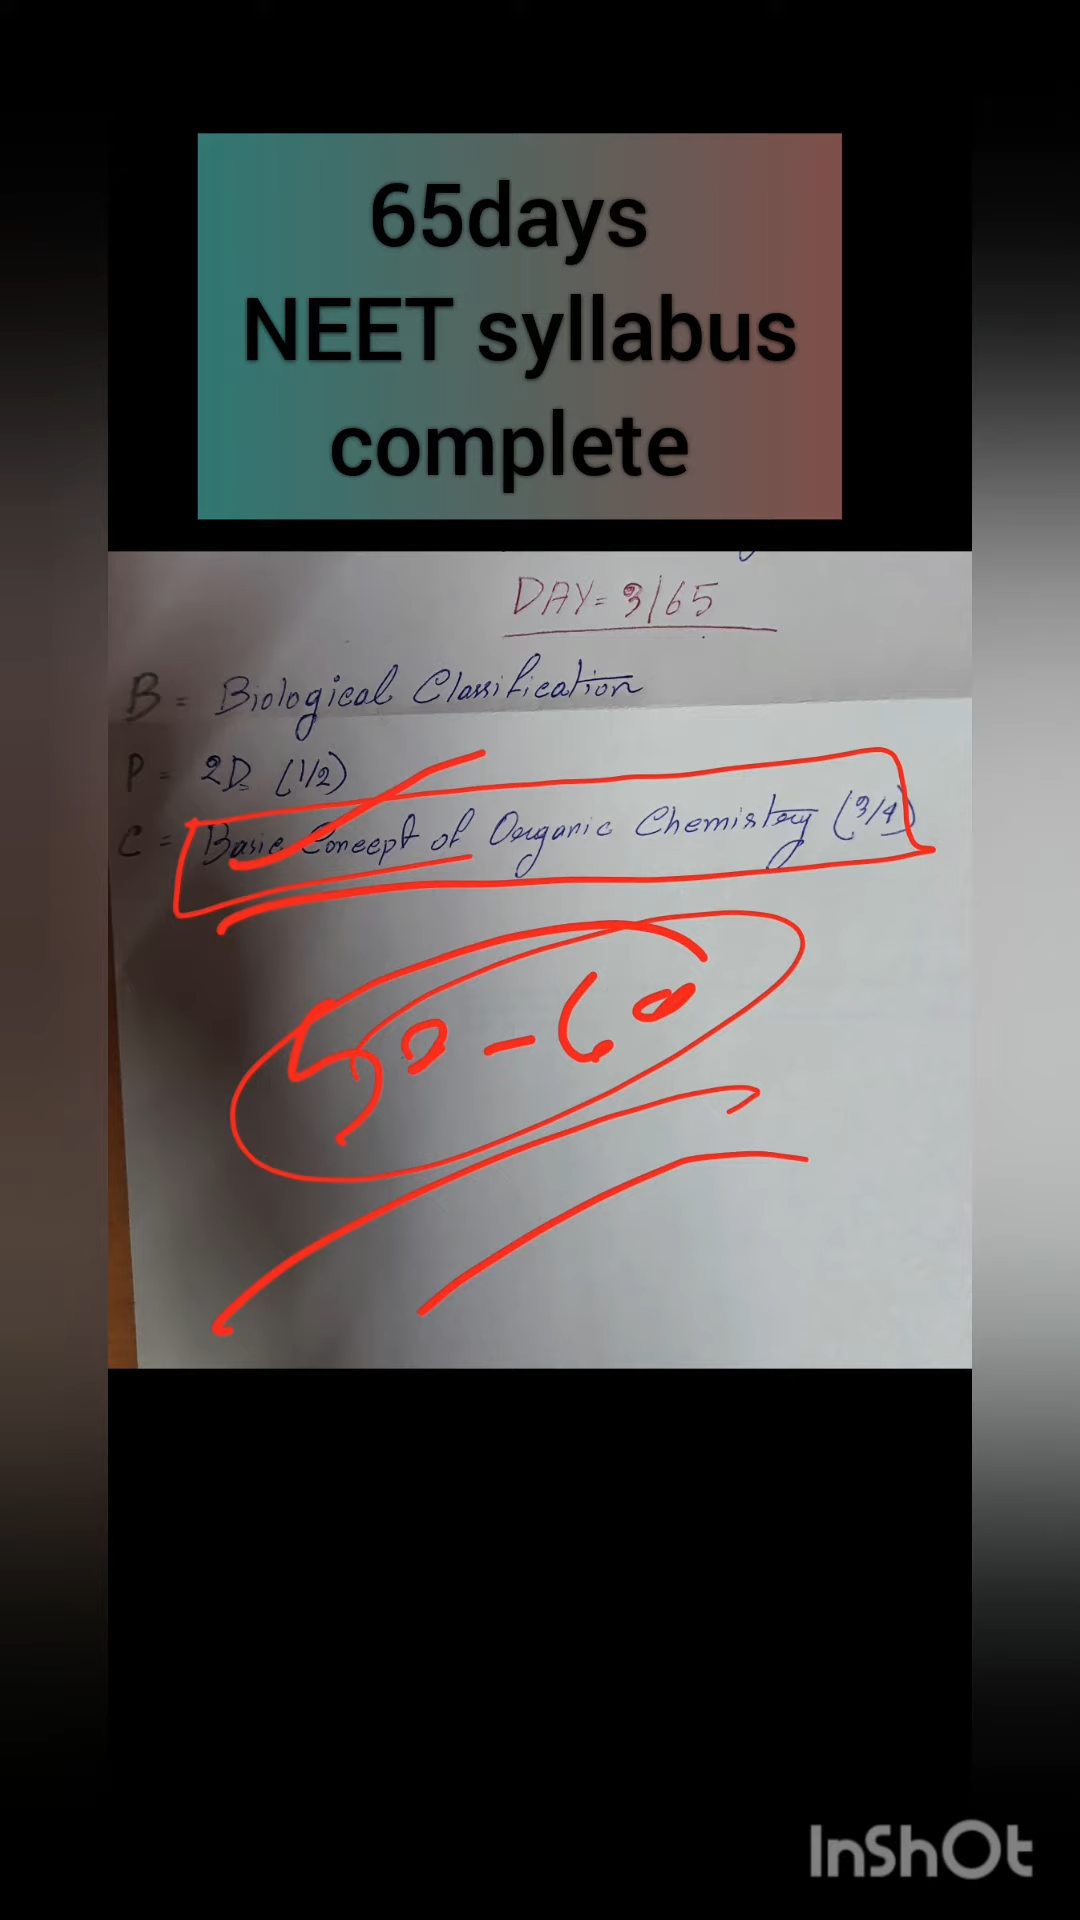 65days
NEET syllabus
complete
DAY = 3/65
B = Biological Classification
P = 2D (1/2)
C = Basic Concept of Organic Chemistry (3/4)
50-60
InShOt